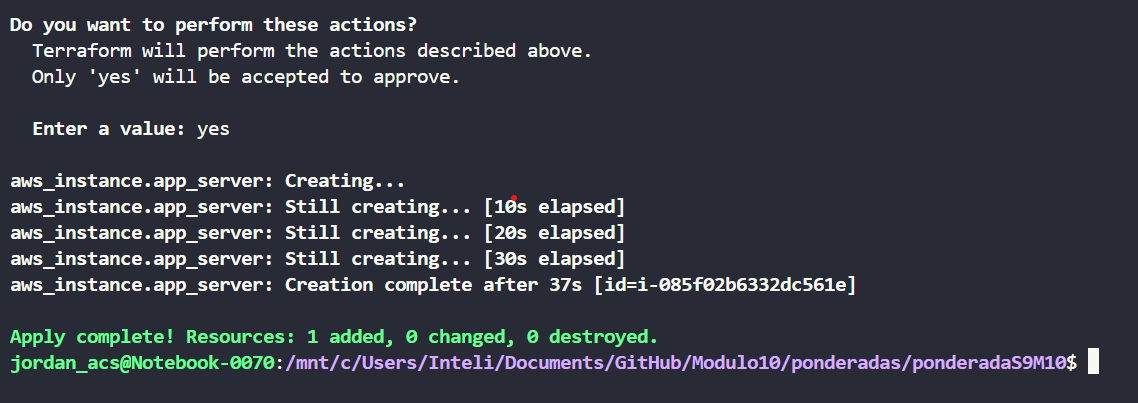 Do you want to perform these actions?
Terraform will perform the actions described above.
Only 'yes' will be accepted to approve.
Enter a value: yes
aws_instance.app_server: Creating...
aws_instance.app_server: Still creating... [10s elapsed]
aws_instance.app_server: Still creating... [20s elapsed]
aws_instance.app_server: Still creating... [30s elapsed]
aws_instance.app_server: Creation complete after 37s [id=i-085f02b6332dc561e]
Apply complete! Resources: 1 added, 0 changed, 0 destroyed.
jordan_acs@Notebook-0070:/mnt/c/Users/Inteli/Documents/GitHub/Modulo10/ponderadas/ponderadaS9M10$